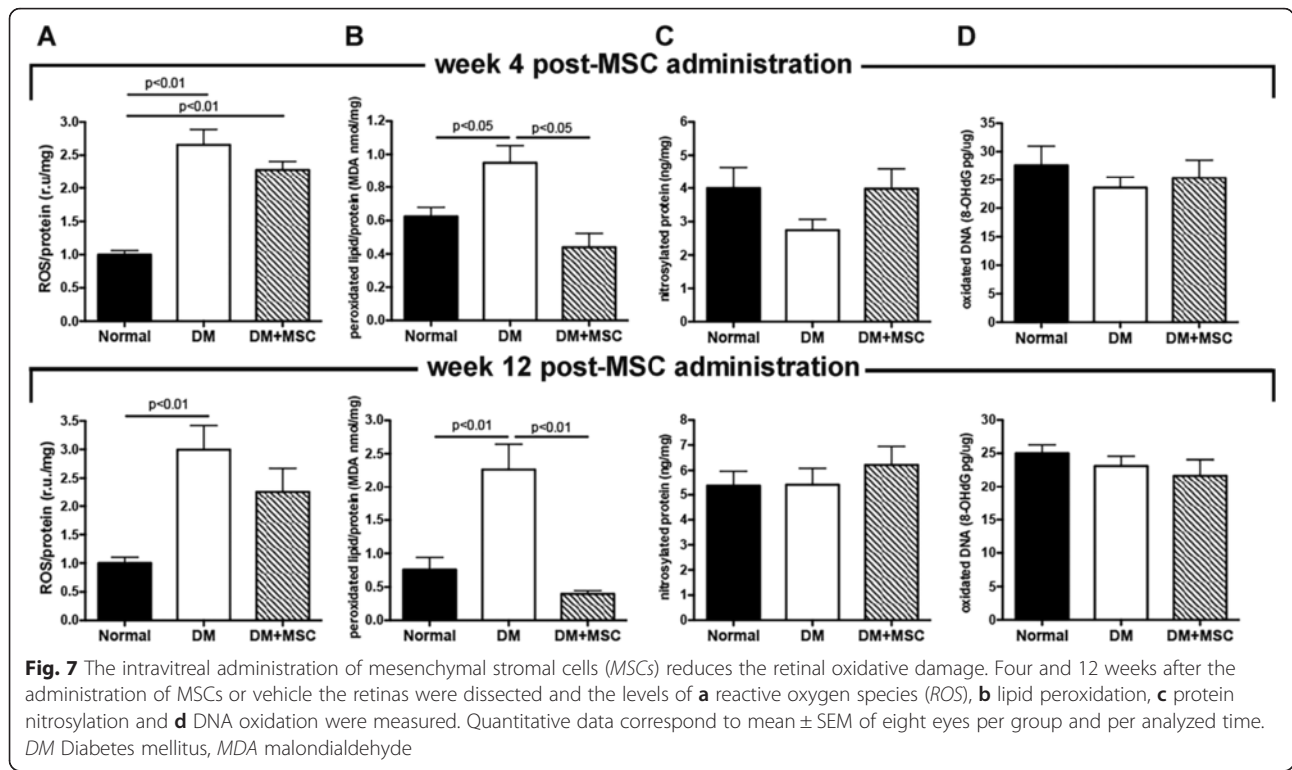 A B C D
week 4 post-MSC administration
p<0.01
p<0.01
ROS/protein (r.u/mg)
3.0
2.5
2.0
1.5
1.0
0.5
0.0
Normal DM DM+MSC
p<0.05 p<0.05
peroxidated lipid/protein (MDA nmol/mg)
1.2
1.0
0.8
0.6
0.4
0.2
0.0
Normal DM DM+MSC
nitrosylated protein (ng/mg)
6
5
4
3
2
1
0
Normal DM DM+MSC
oxidated DNA (8-OHdG pg/ug)
35
30
25
20
15
10
5
0
Normal DM DM+MSC
week 12 post-MSC administration
p<0.01
ROS/protein (r.u./mg)
3.5
3.0
2.5
2.0
1.5
1.0
0.5
0.0
Normal DM DM+MSC
p<0.01 p<0.01
peroxidated lipid/protein (MDA nmol/mg)
3.0
2.5
2.0
1.5
1.0
0.5
0.0
Normal DM DM+MSC
nitrosylated protein (ng/mg)
8
7
6
5
4
3
2
1
0
Normal DM DM+MSC
oxidated DNA (8-OHdG pg/ug)
30
25
20
15
10
5
0
Normal DM DM+MSC
Fig. 7 The intravitreal administration of mesenchymal stromal cells (MSCs) reduces the retinal oxidative damage. Four and 12 weeks after the
administration of MSCs or vehicle the retinas were dissected and the levels of a reactive oxygen species (ROS), b lipid peroxidation, c protein
nitrosylation and d DNA oxidation were measured. Quantitative data correspond to mean ± SEM of eight eyes per group and per analyzed time.
DM Diabetes mellitus, MDA malondialdehyde